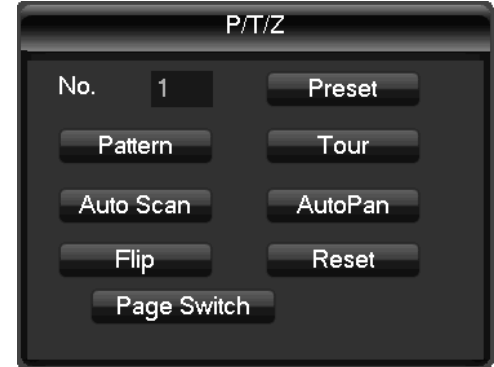 P/T/Z
No. 1 Preset
Pattern Tour
Auto Scan AutoPan
Flip Reset
Page Switch